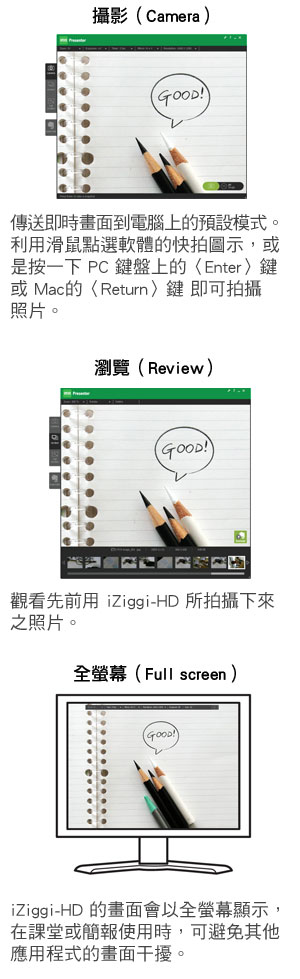 攝影（Camera）
Presenter
GOOD!
傳送即時畫面到電腦上的預設模式。
利用滑鼠點選軟體的快拍圖示，或
是按一下 PC 鍵盤上的〈Enter〉鍵
或 Mac的〈Return〉鍵 即可拍攝
照片。
瀏覽（Review）
Presenter
GOOD!
觀看先前用 iZiggi-HD 所拍攝下來
之照片。
全螢幕（Full screen）
GOOD!
iZiggi-HD 的畫面會以全螢幕顯示，
在課堂或簡報使用時，可避免其他
應用程式的畫面干擾。